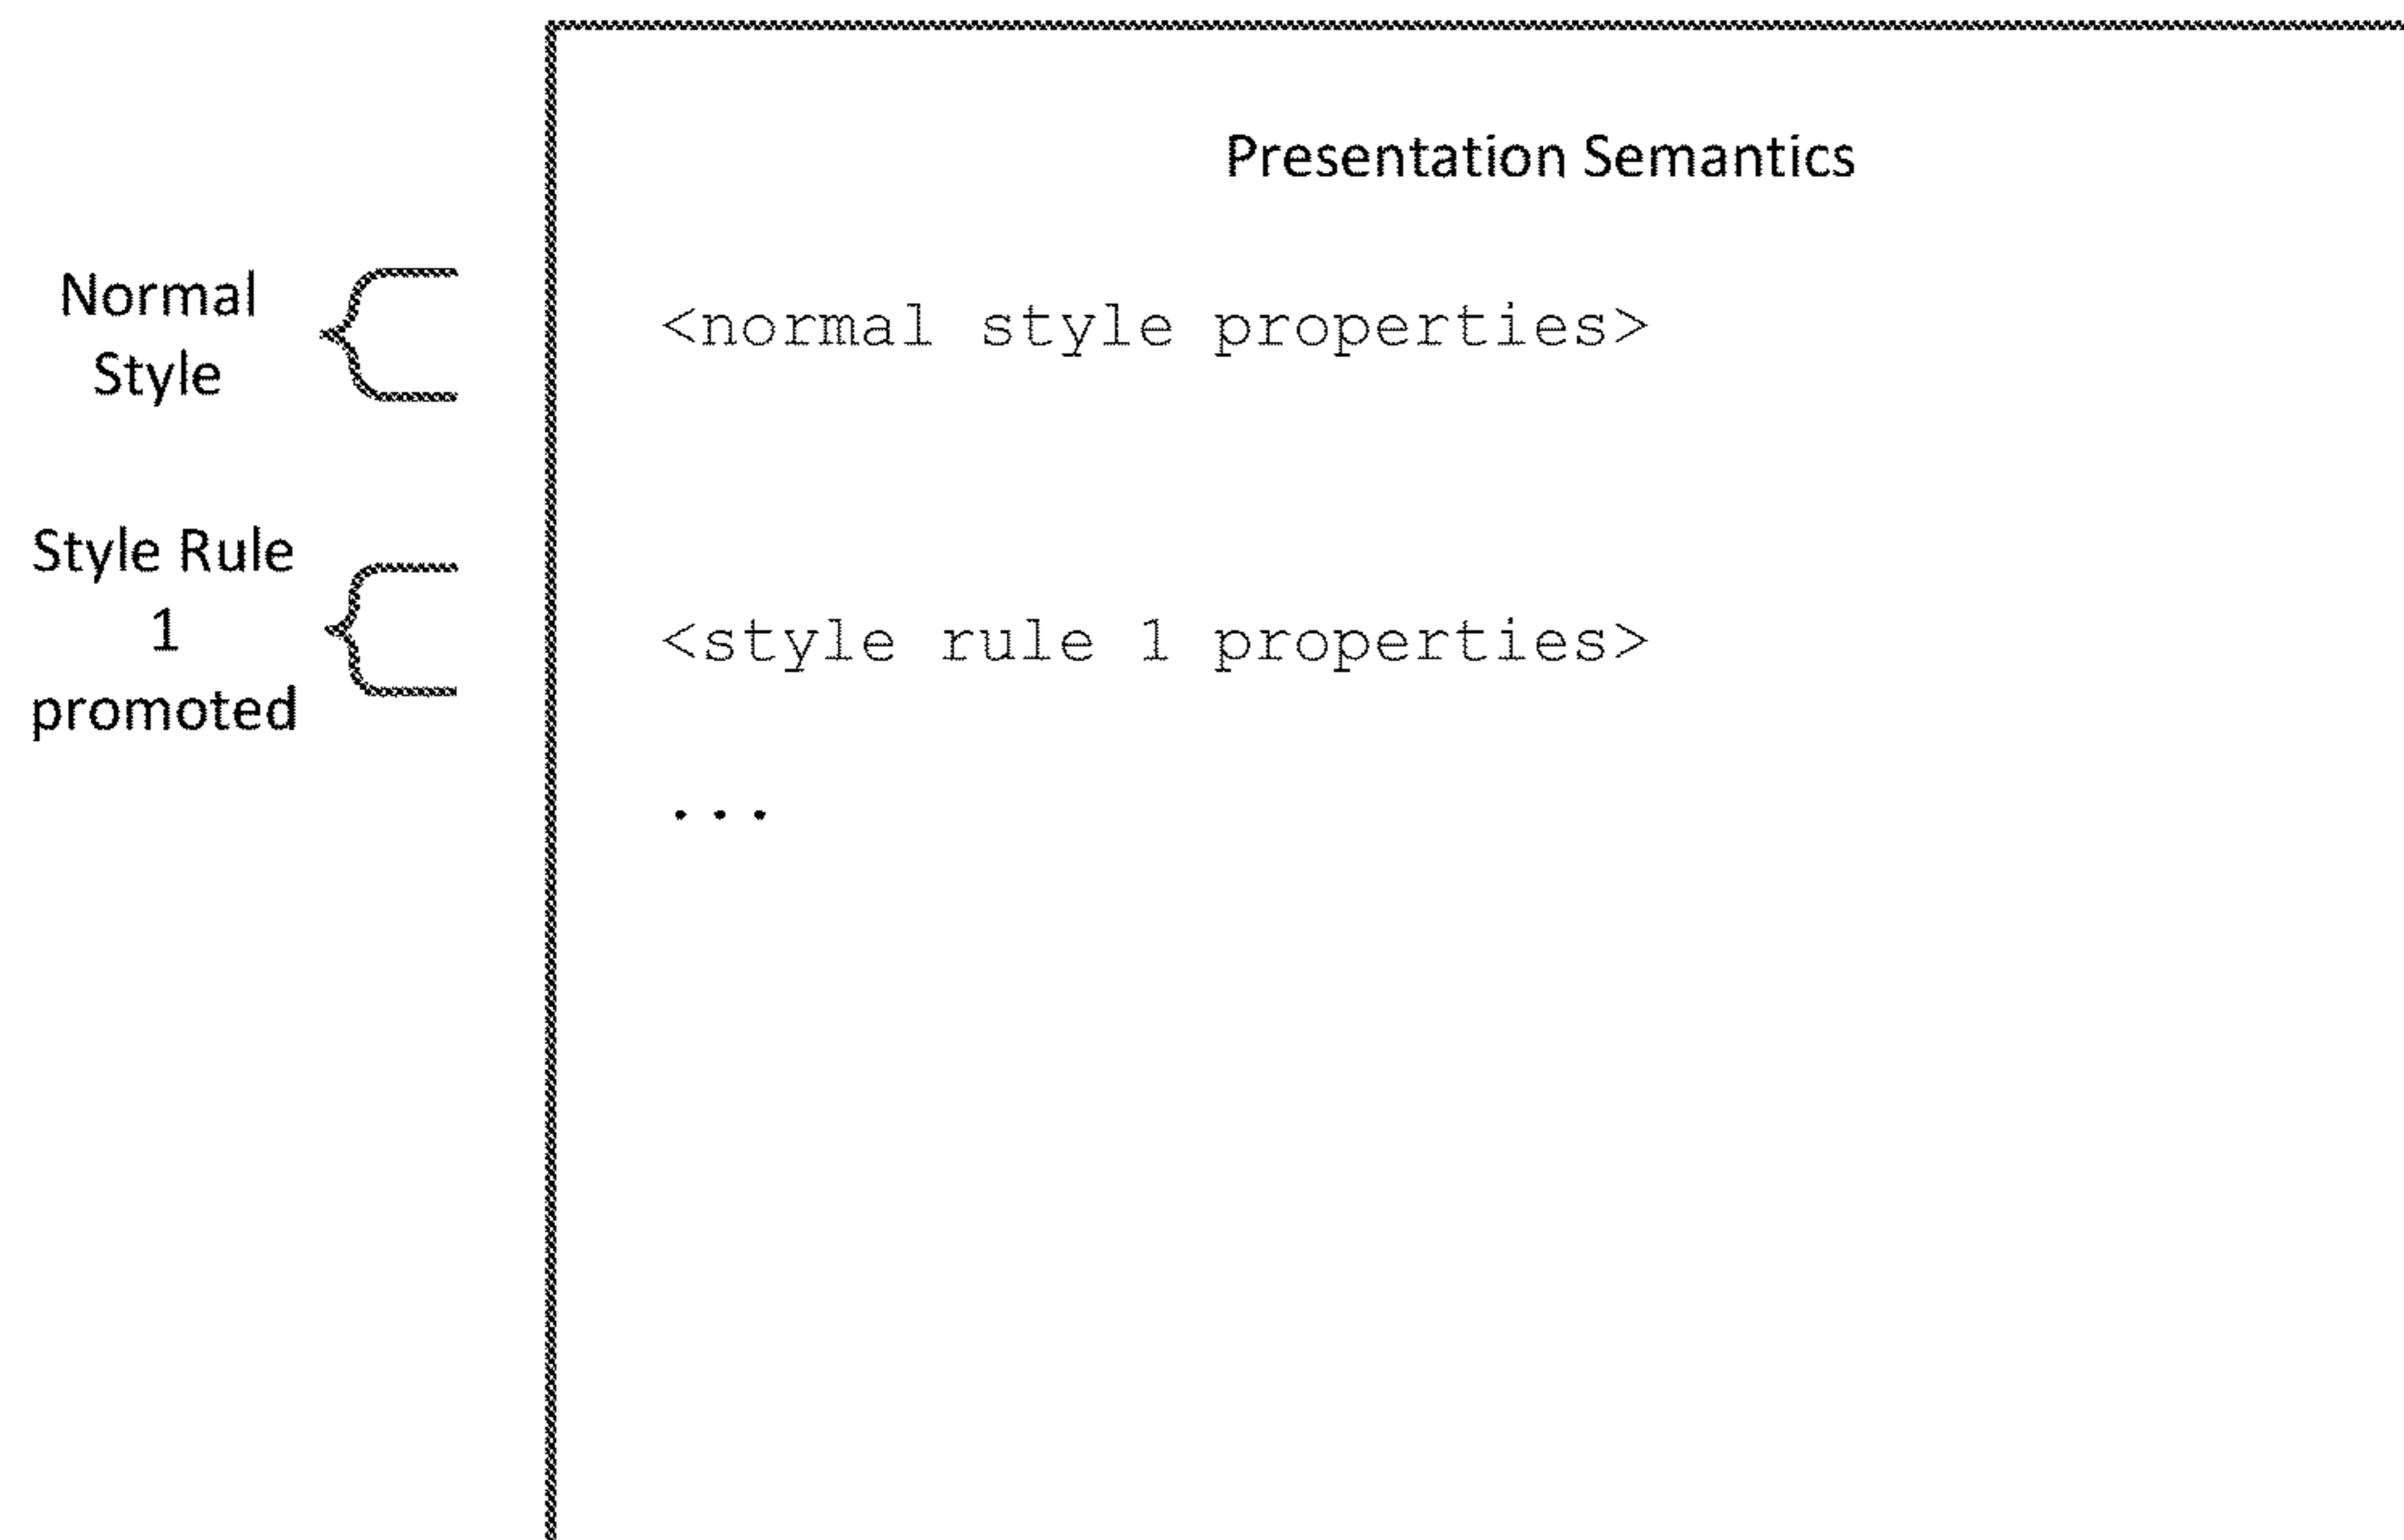 Presentation Semantics
Normal
Style
<normal style properties>
Style Rule
1
promoted
<style rule 1 properties>
...